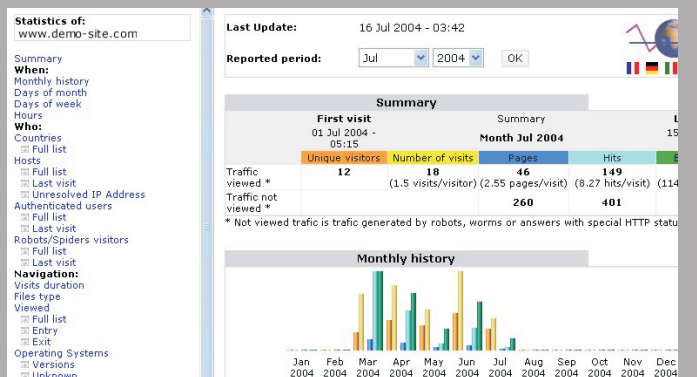 Statistics of:
www.demo-site.com
Summary
When:
Monthly history
Days of month
Days of week
Hours
Who:
Countries
Full list
Hosts
Full list
Last visit
Unresolved IP Address
Authenticated users
Full list
Last visit
Robots/Spiders visitors
Full list
Last visit
Navigation:
Visits duration
Files type
Viewed
Full list
Entry
Exit
Operating Systems
Versions
Unknown
Last Update: 16 Jul 2004 - 03:42
Reported period: Jul 2004 OK
Summary
First visit Summary L
01 Jul 2004 - 05:15 Month Jul 2004 15
Unique visitors Number of visits Pages Hits B
Traffic viewed * 12 18 46 149
(1.5 visits/visitor) (2.55 pages/visit) (8.27 hits/visit) (114
Traffic not viewed * 260 401
* Not viewed trafic is trafic generated by robots, worms or answers with special HTTP statu
Monthly history
Jan Feb Mar Apr May Jun Jul Aug Sep Oct Nov Dec
2004 2004 2004 2004 2004 2004 2004 2004 2004 2004 2004 2004